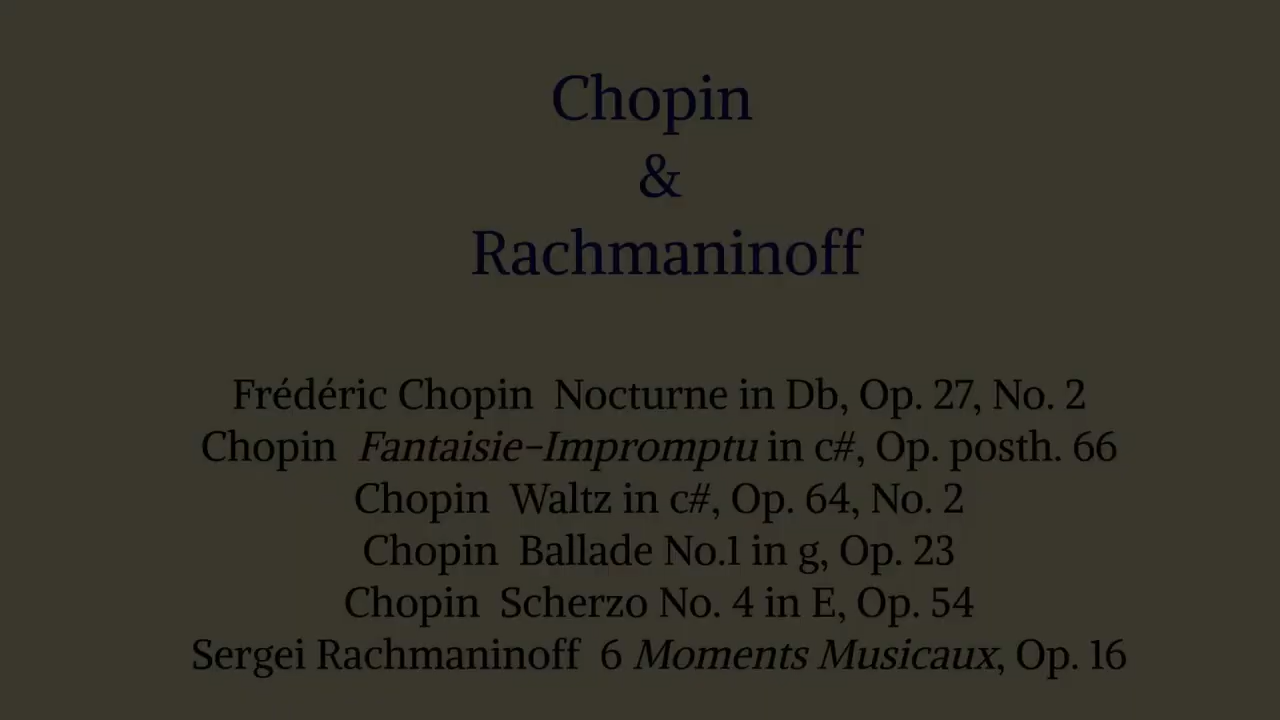 Chopin
&
Rachmaninoff
Frédéric Chopin  Nocturne in Db, Op. 27, No. 2
Chopin  Fantaisie-Impromptu in c#, Op. posth. 66
Chopin  Waltz in c#, Op. 64, No. 2
Chopin  Ballade No.1 in g, Op. 23
Chopin  Scherzo No. 4 in E, Op. 54
Sergei Rachmaninoff  6 Moments Musicaux, Op. 16